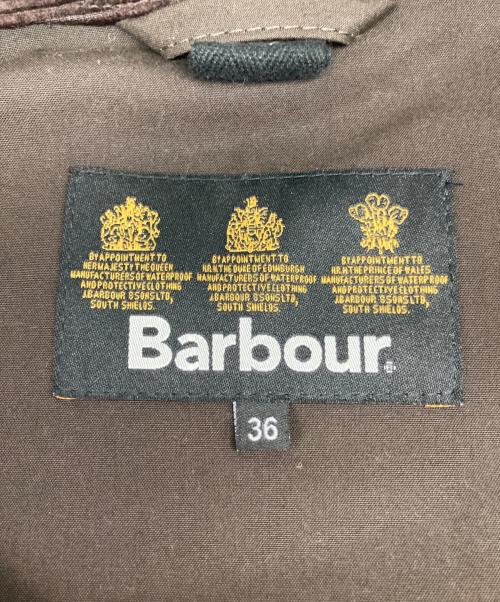 BY APPOINTMENT TO
HER MAJESTY THE QUEEN
MANUFACTURERS OF WATERPROOF
AND PROTECTIVE CLOTHING
J.BARBOUR & SONS LTD,
SOUTH SHIELDS.
BY APPOINTMENT TO
H.R.H. THE DUKE OF EDINBURGH
MANUFACTURERS OF WATERPROOF
AND PROTECTIVE CLOTHING
J.BARBOUR & SONS LTD,
SOUTH SHIELDS.
BY APPOINTMENT TO
H.R.H. THE PRINCE OF WALES
MANUFACTURERS OF WATERPROOF
AND PROTECTIVE CLOTHING
J.BARBOUR & SONS LTD,
SOUTH SHIELDS.
Barbour
36